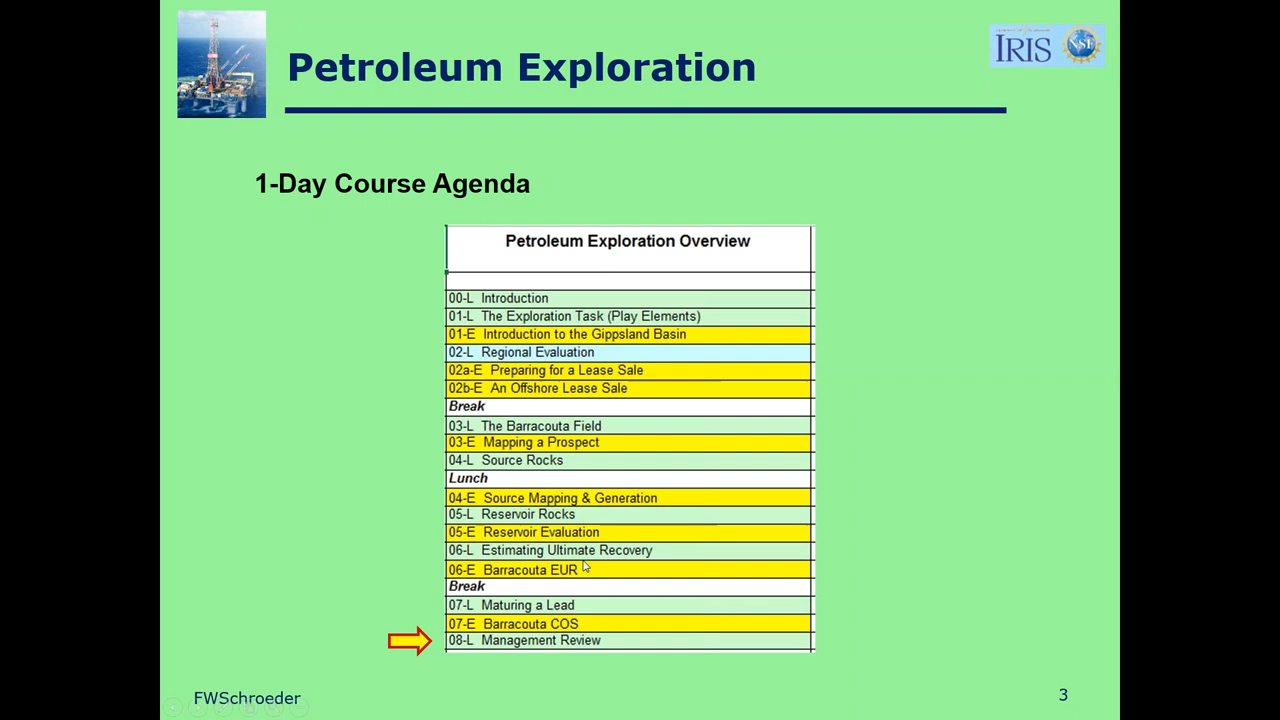 Petroleum Exploration
IRIS
NSF
1-Day Course Agenda
Petroleum Exploration Overview
00-L Introduction
01-L The Exploration Task (Play Elements)
01-E Introduction to the Gippsland Basin
02-L Regional Evaluation
02a-E Preparing for a Lease Sale
02b-E An Offshore Lease Sale
Break
03-L The Barracouta Field
03-E Mapping a Prospect
04-L Source Rocks
Lunch
04-E Source Mapping & Generation
05-L Reservoir Rocks
05-E Reservoir Evaluation
06-L Estimating Ultimate Recovery
06-E Barracouta EUR
Break
07-L Maturing a Lead
07-E Barracouta COS
08-L Management Review
FWSchroeder
3